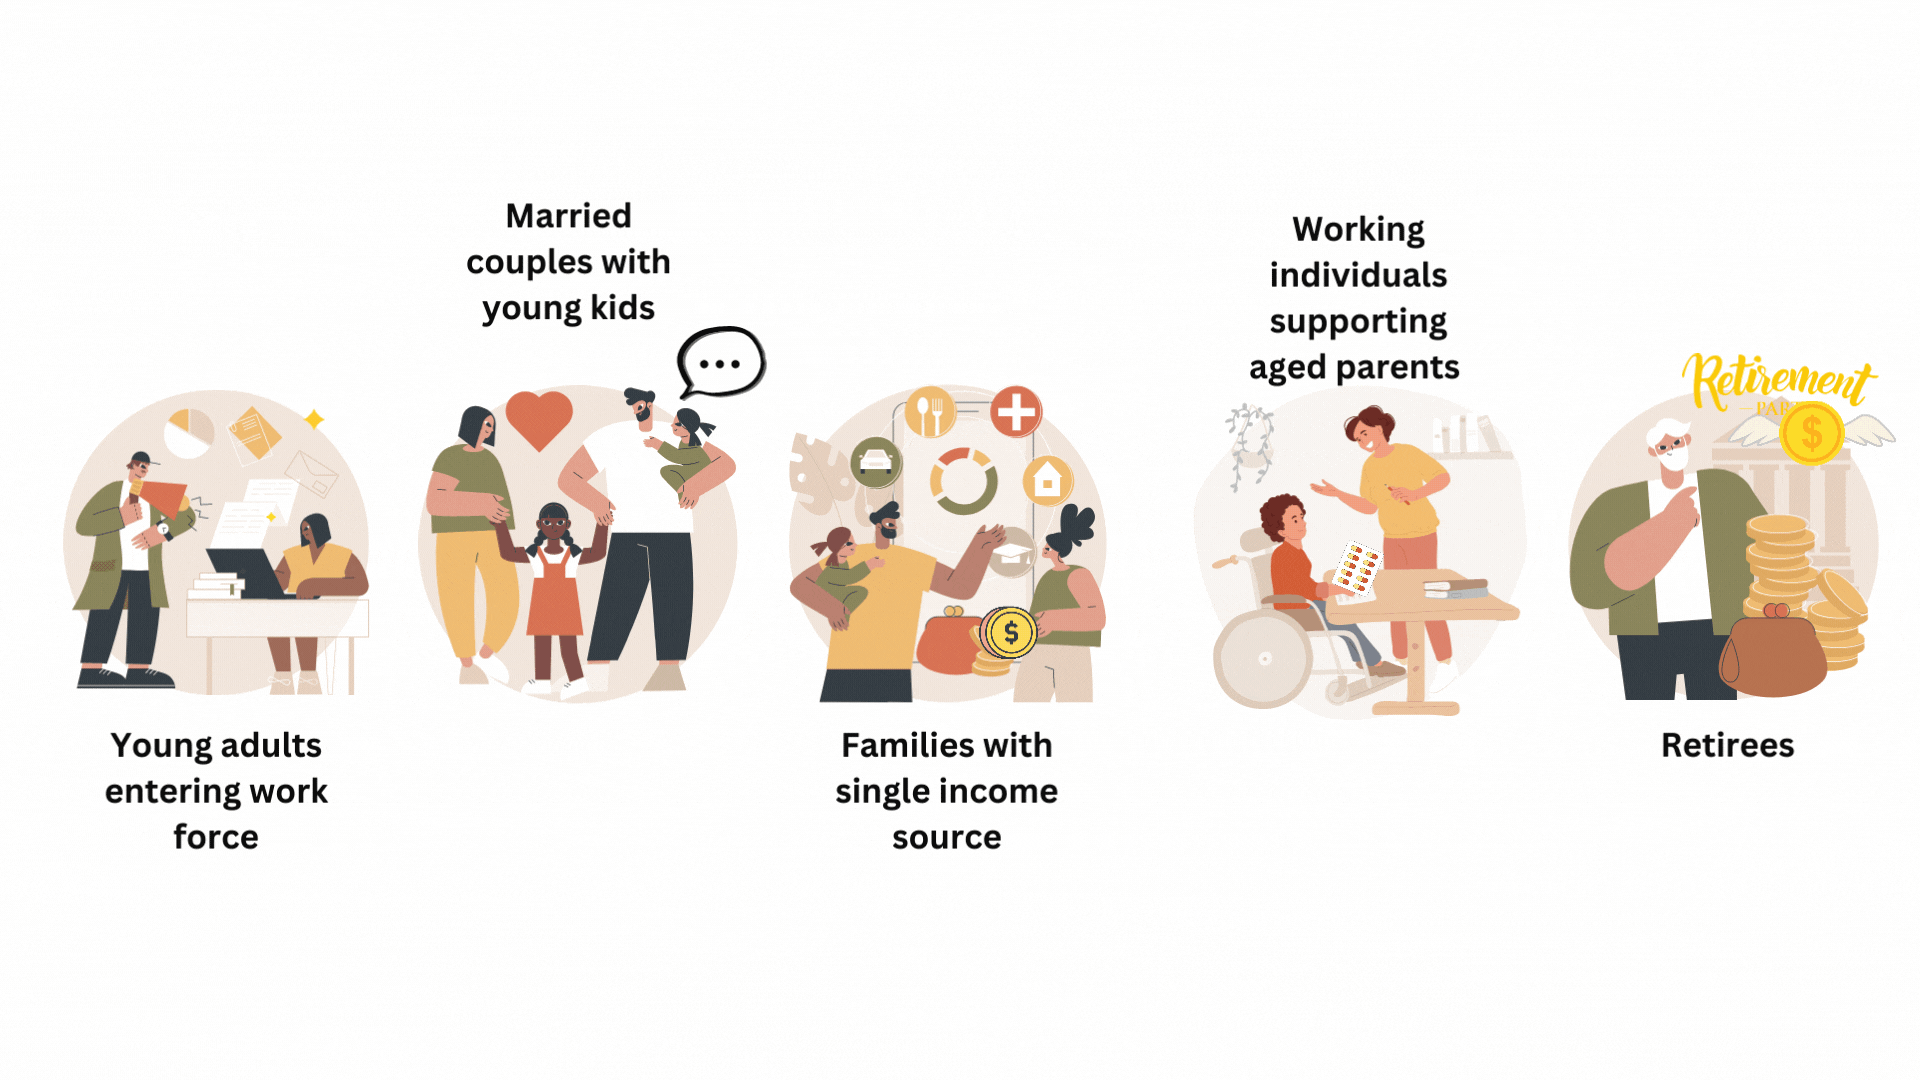 Married
couples with
young kids
Working
individuals
supporting
aged parents
Retirement
$
$
Young adults
entering work
force
Families with
single income
source
Retirees